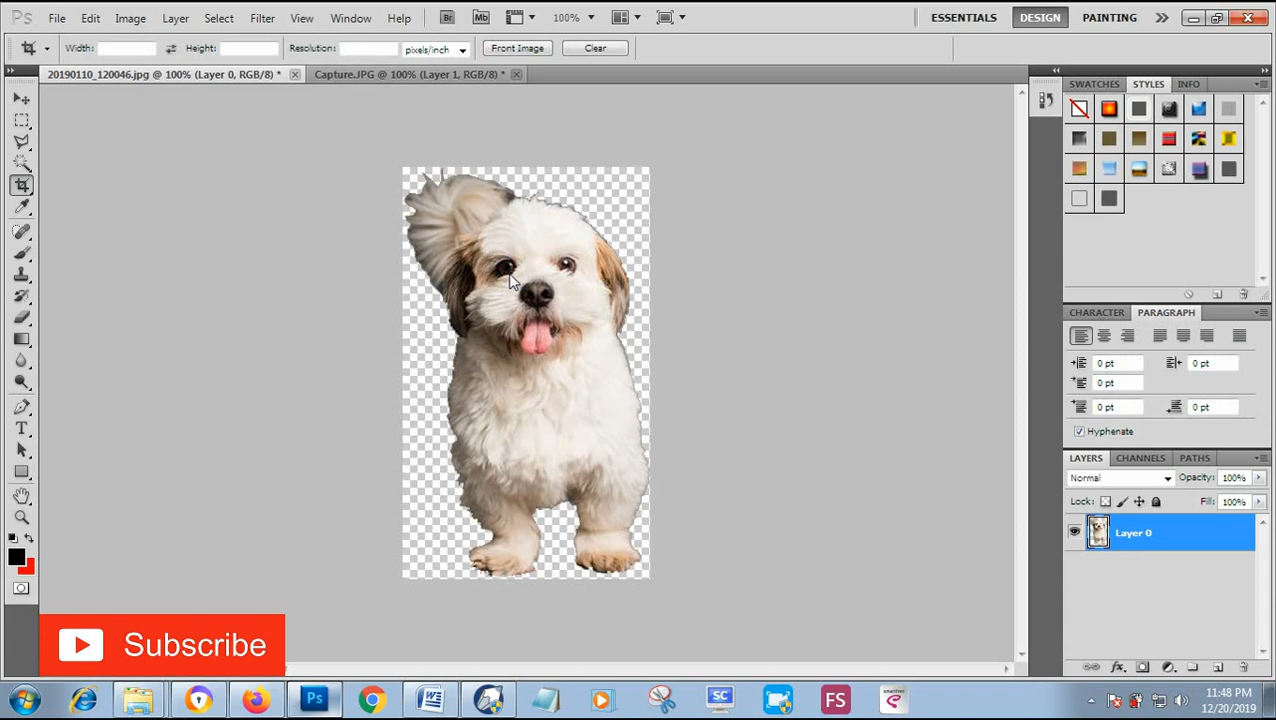 Ps File Edit Image Layer Select Filter View Window Help Br Mb 100% ESSENTIALS DESIGN PAINTING
Width: Height: Resolution: pixels/inch Front Image Clear
20190110_120046.jpg @ 100% (Layer 0, RGB/8) * Capture.JPG @ 100% (Layer 1, RGB/8) *
SWATCHES STYLES INFO
CHARACTER PARAGRAPH
0 pt 0 pt
0 pt
0 pt 0 pt
Hyphenate
LAYERS CHANNELS PATHS
Normal Opacity: 100%
Lock: Fill: 100%
Layer 0
T
Subscribe
Ps W SC FS smartiten
11:48 PM
12/20/2019